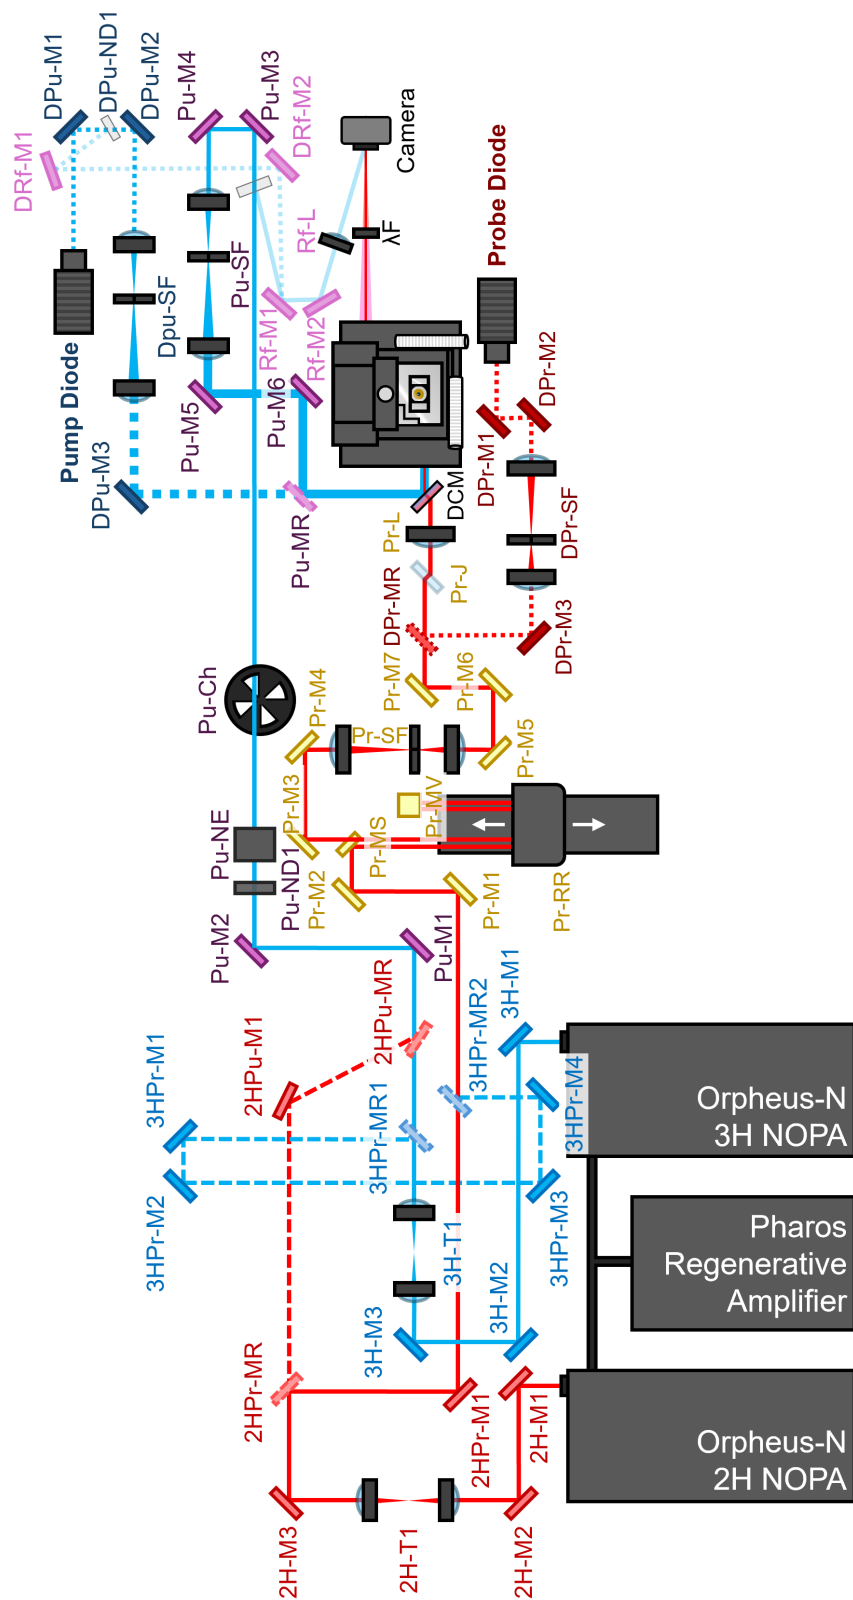 DPu-M1
DPu-ND1
DPu-M2
Pu-M4
Pu-M3
DRf-M1
DRf-M2
Camera
Rf-L
λF
Probe Diode
Pu-SF
Dpu-SF
Rf-M1
Rf-M2
Pump Diode
Pu-M5
Pu-M6
DPu-M3
Pu-MR
DCM
DPr-M2
DPr-M1
DPr-SF
Pr-L
Pr-J
DPr-MR
DPr-M3
Pr-M7
Pr-M6
Pu-Ch
Pr-M4
Pr-SF
Pr-M5
Pr-M3
Pr-MV
Pu-NE
Pr-MS
Pu-ND1
Pr-M2
Pr-M1
Pr-RR
Pu-M2
Pu-M1
2HPu-MR
3HPr-MR2
3H-M1
2HPu-M1
3HPr-M1
3HPr-MR1
3HPr-M4
3HPr-M2
3H-T1
3HPr-M3
3H-M2
3H-M3
2HPr-MR
2HPr-M1
2H-M1
2H-M3
2H-T1
2H-M2
Orpheus-N
3H NOPA
Pharos
Regenerative
Amplifier
Orpheus-N
2H NOPA